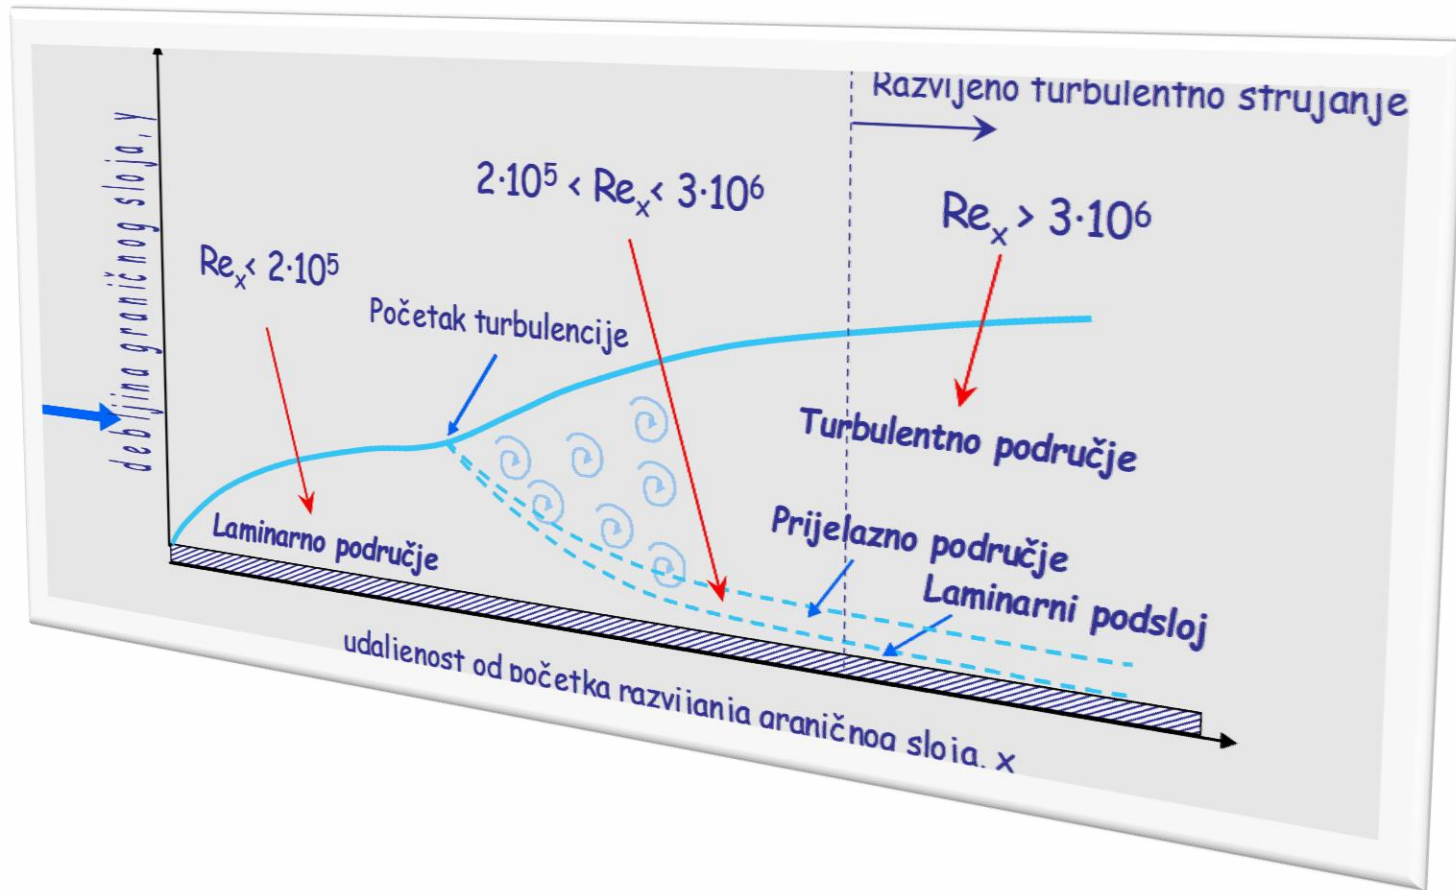 Razvijeno turbulentno strujanje
debljina graničnog sloja, y
2·10⁵ < Reₓ < 3·10⁶
Reₓ > 3·10⁶
Reₓ < 2·10⁵
Početak turbulencije
Turbulentno područje
Prijelazno područje
Laminarno područje
Laminarni podsloj
udaljenost od početka razvijanja graničnog sloja, x